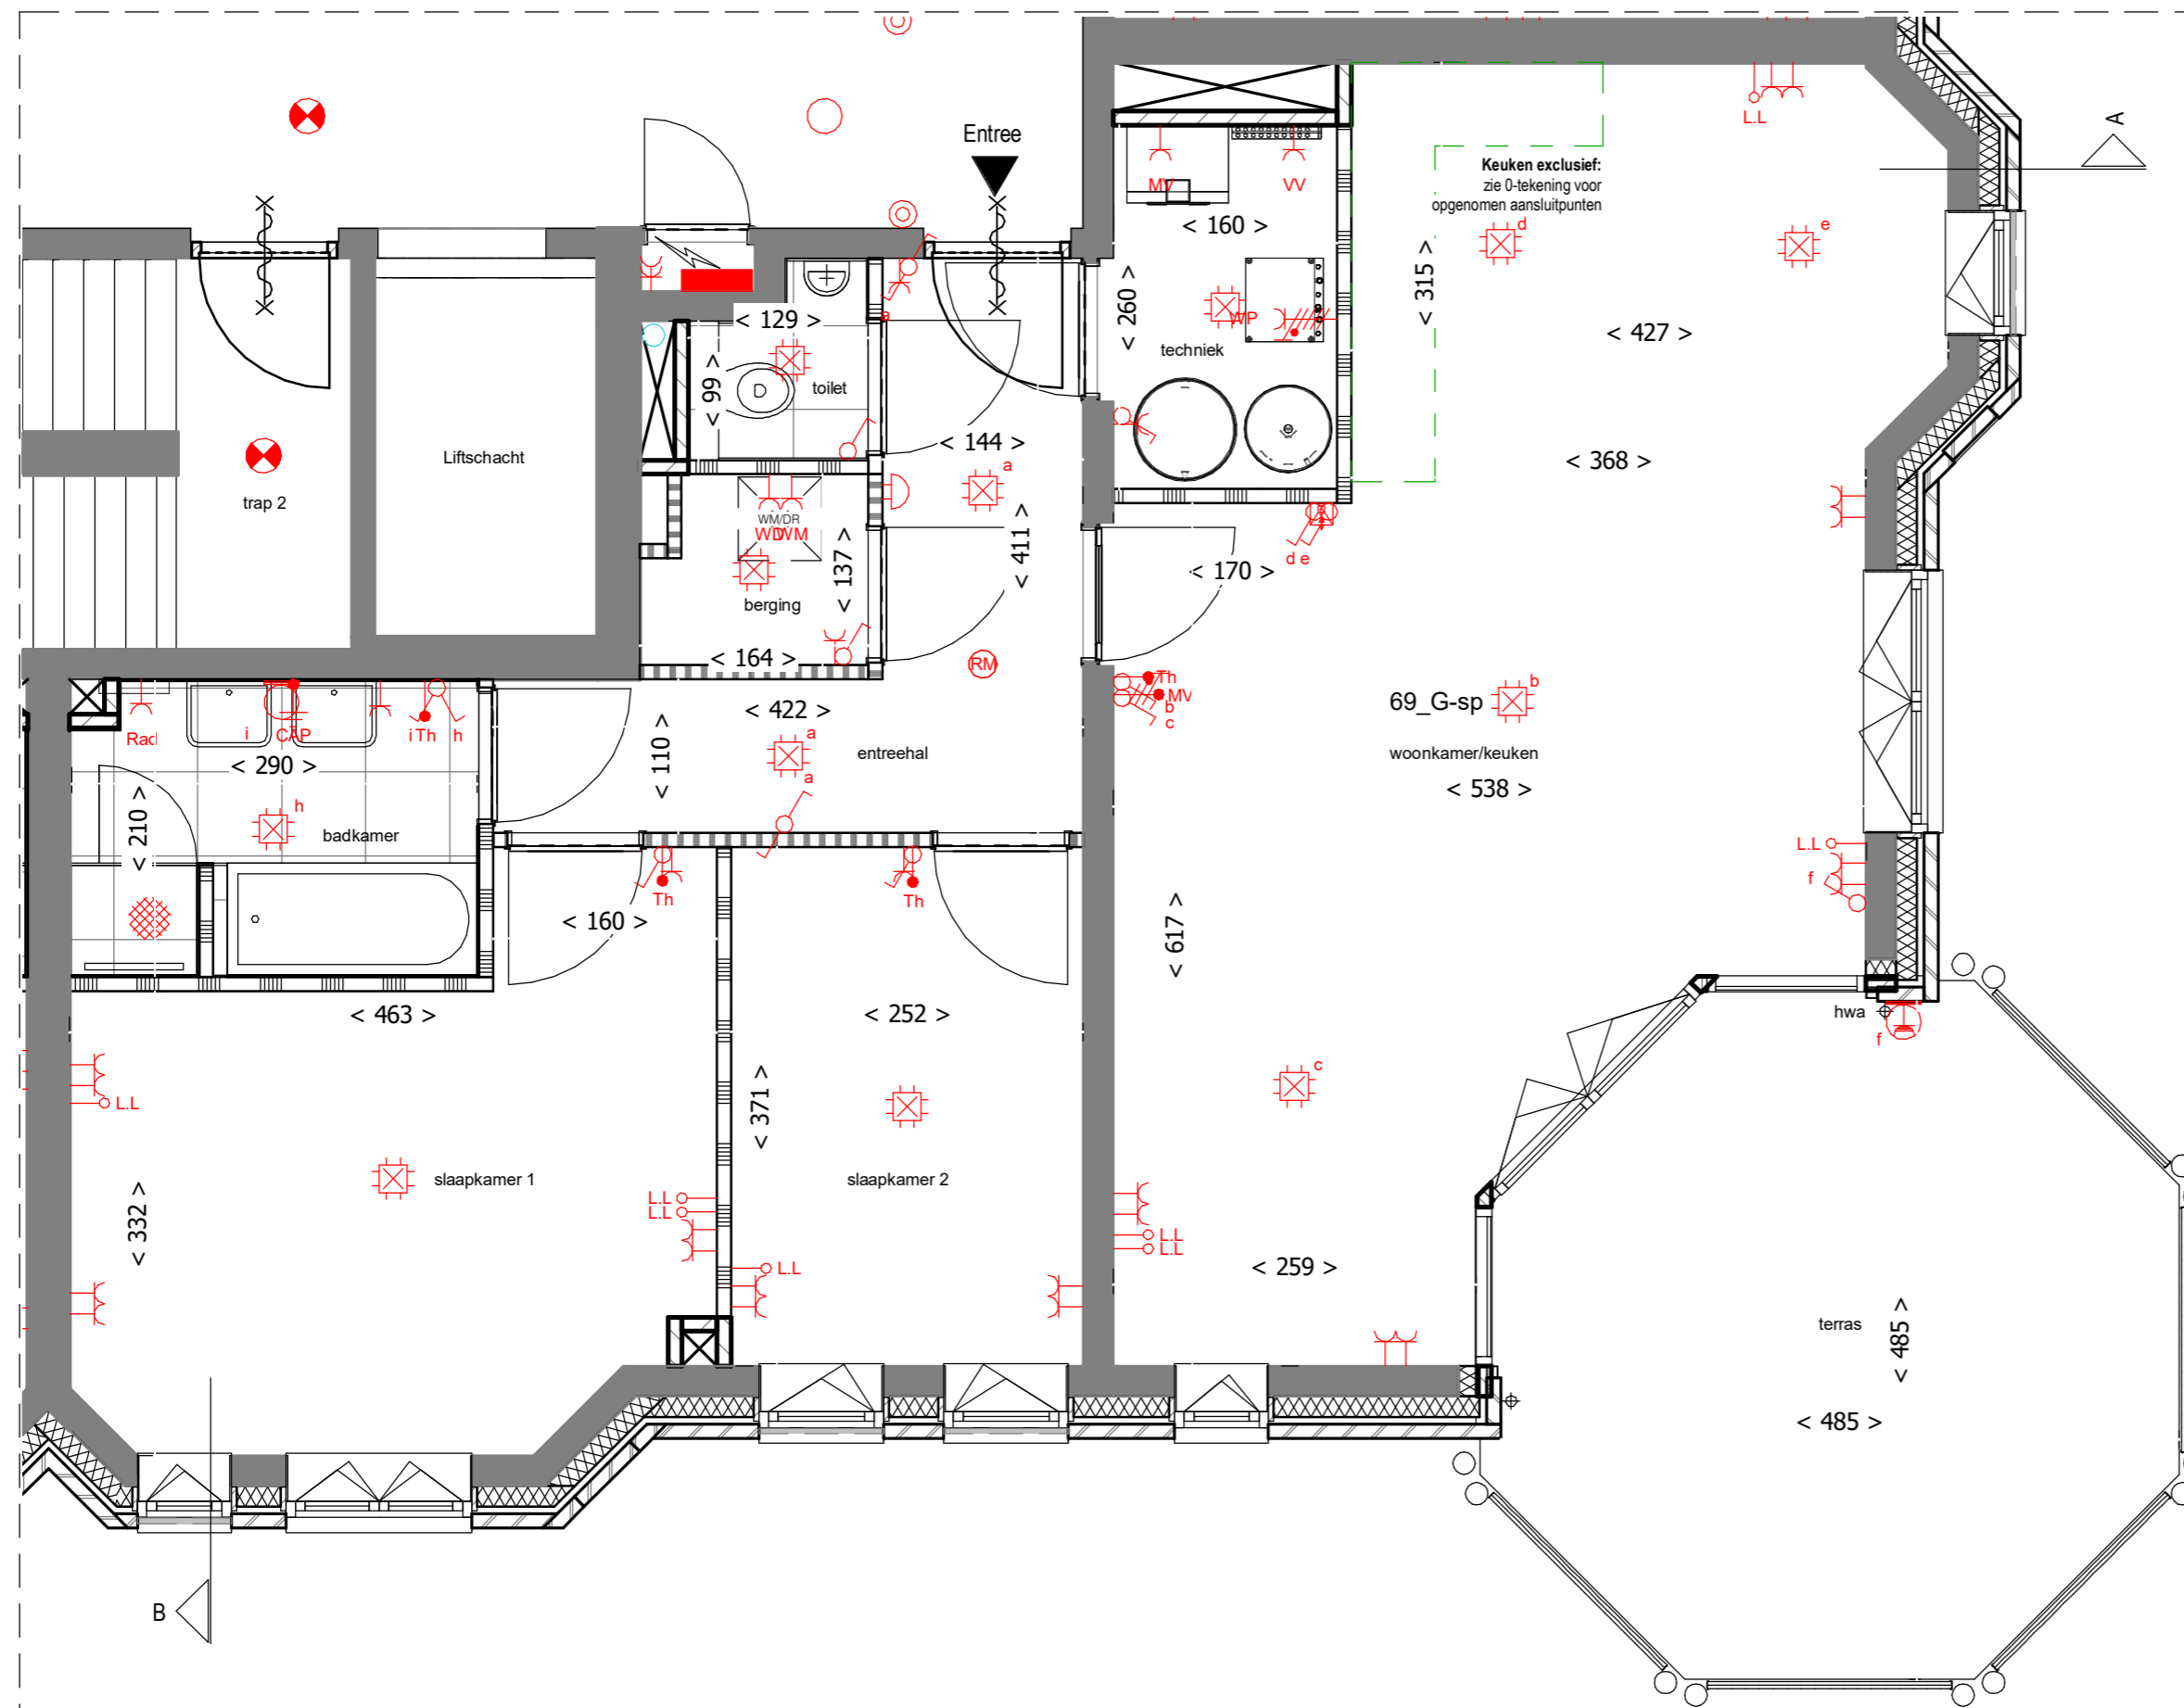 Entree
A
L.L
Keuken exclusief:
zie 0-tekening voor
opgenomen aansluitpunten
MV
VV
< 160 >
d
e
< 315 >
< 260 >
WP
techniek
< 427 >
< 129 >
a
< 99 >
toilet
D
e
< 144 >
< 368 >
Liftschacht
trap 2
a
WM/DR
WD
WM
< 137 >
< 411 >
d e
< 170 >
berging
< 164 >
RM
Th
MV
b
c
69_G-sp
b
woonkamer/keuken
< 538 >
Rad
i
CAP
i
Th
h
< 290 >
< 422 >
a
< 110 >
entreehal
a
< 210 >
h
badkamer
L.L
f
Th
Th
< 160 >
< 617 >
< 463 >
< 252 >
hwa
f
c
L.L
< 371 >
slaapkamer 1
slaapkamer 2
< 332 >
L.L
L.L
L.L
L.L
L.L
< 259 >
terras
< 485 >
< 485 >
B